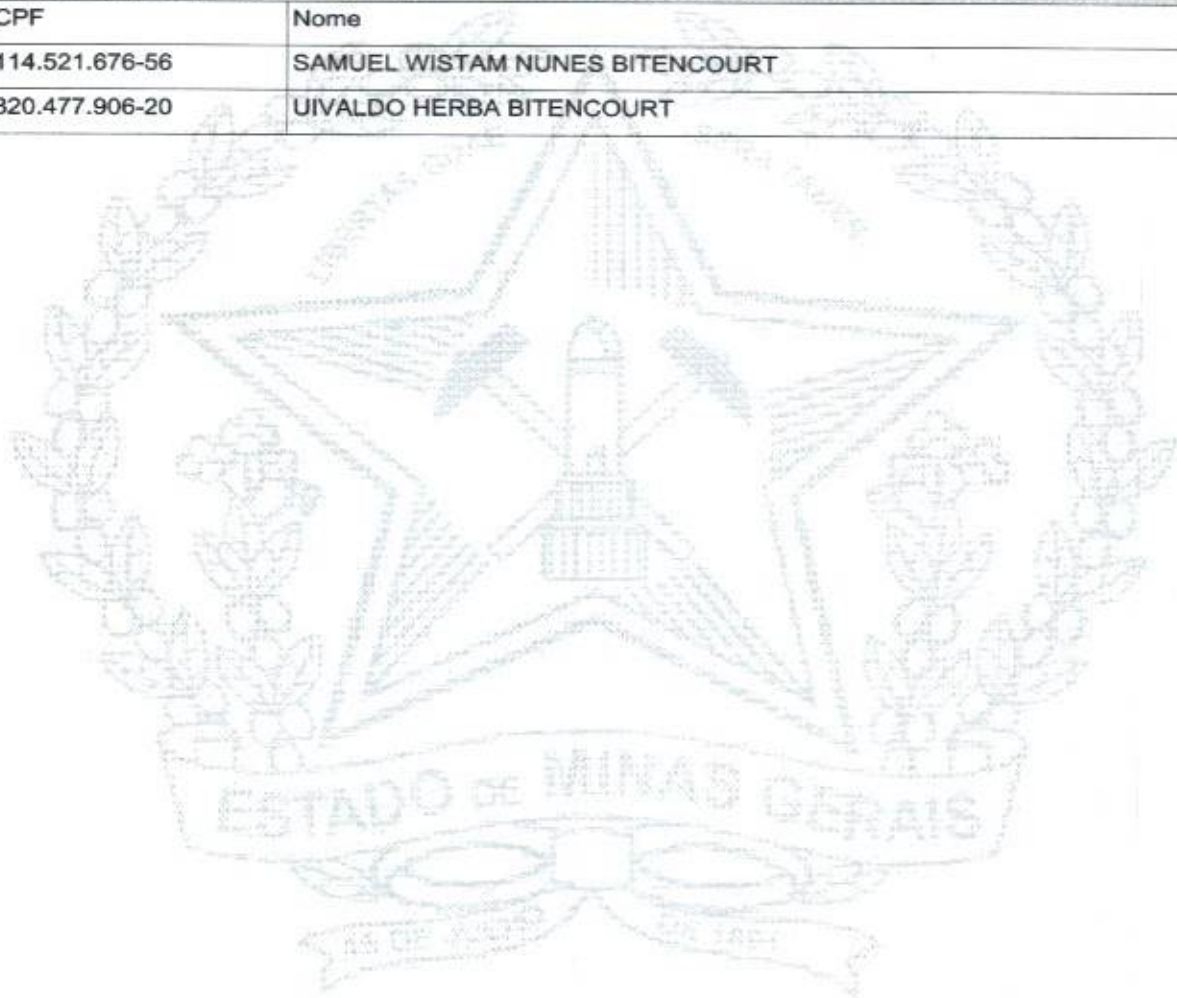 CPF Nome
114.521.676-56 SAMUEL WISTAM NUNES BITENCOURT
820.477.906-20 UIVALDO HERBA BITENCOURT
ESTADO DE MINAS GERAIS